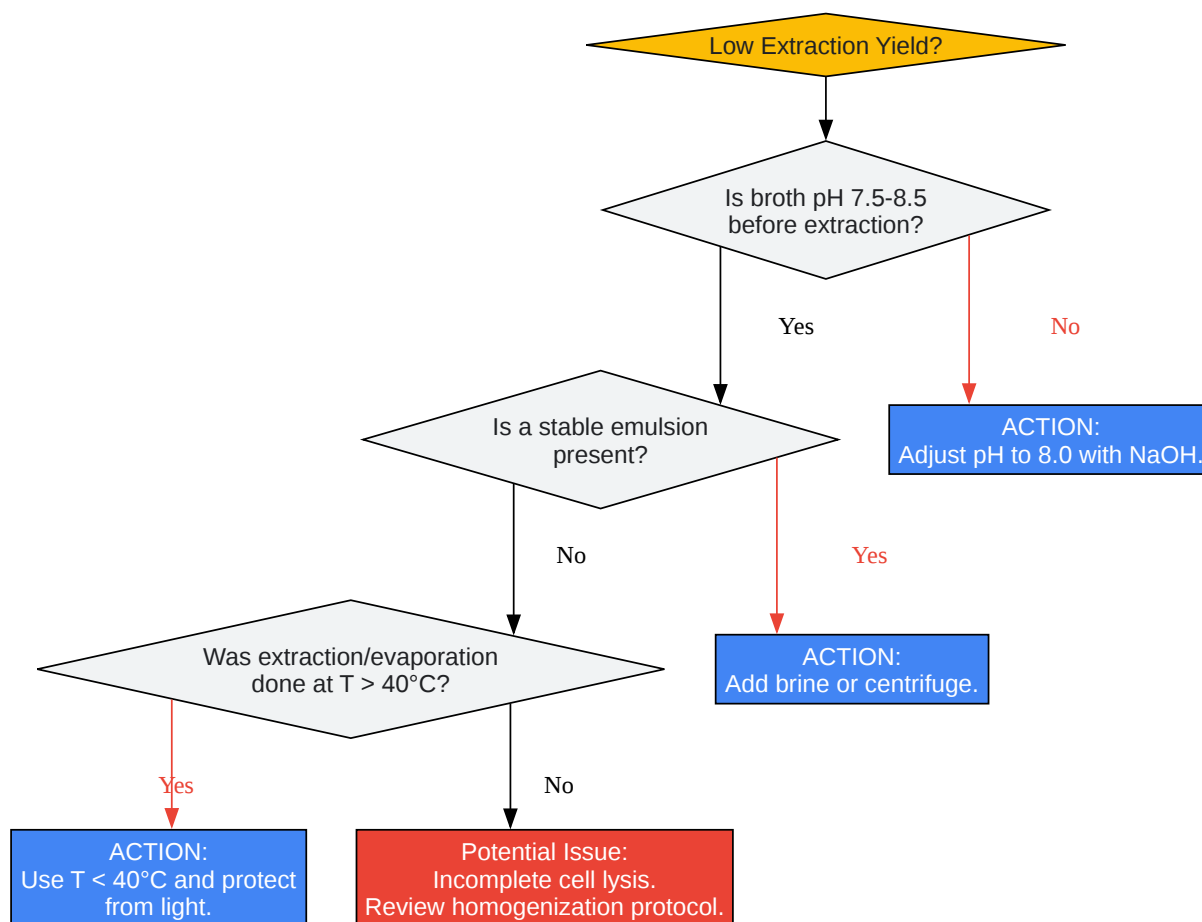 Low Extraction Yield?
Is broth pH 7.5-8.5
before extraction?
Yes
No
Is a stable emulsion
present?
ACTION:
Adjust pH to 8.0 with NaOH.
No
Yes
Was extraction/evaporation
done at T > 40°C?
ACTION:
Add brine or centrifuge.
Yes
No
ACTION:
Use T < 40°C and protect
from light.
Potential Issue:
Incomplete cell lysis.
Review homogenization protocol.